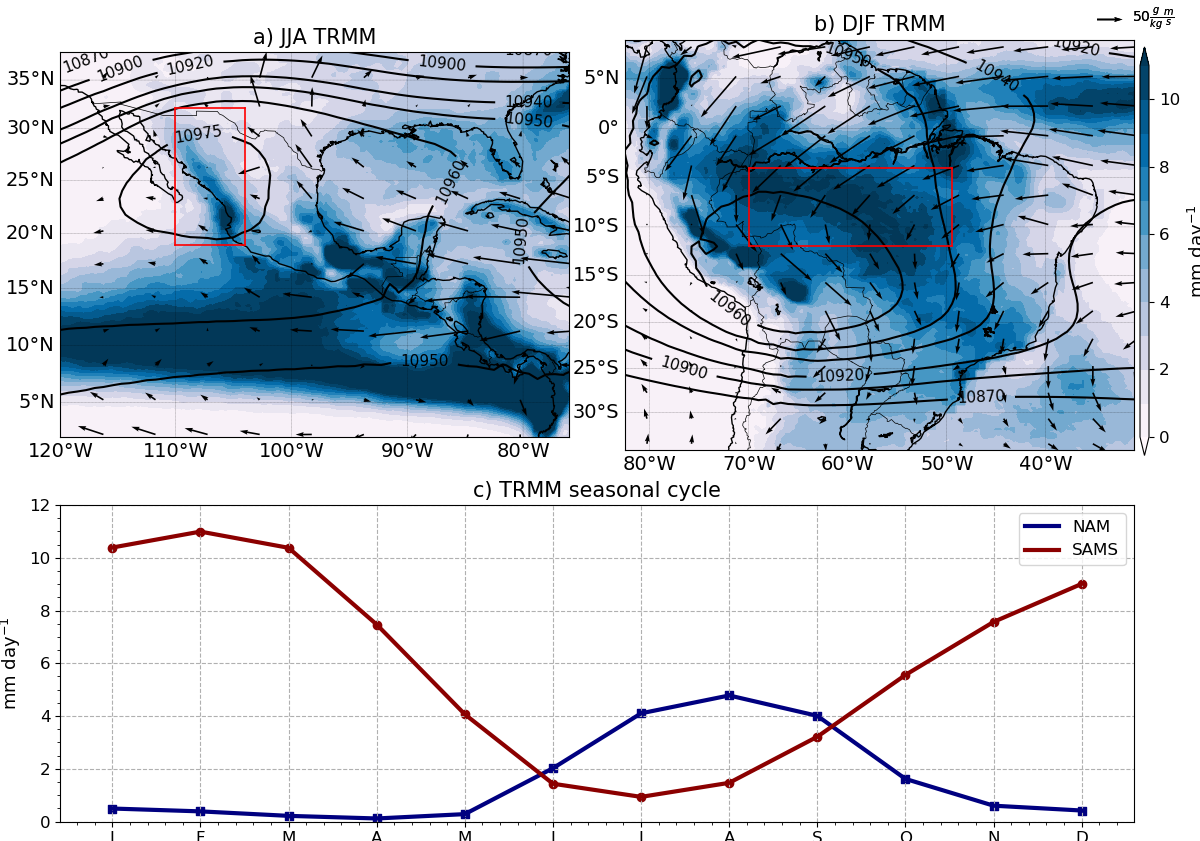 a) JJA TRMM
b) DJF TRMM
50 g/kg m/s
35°N
30°N
25°N
20°N
15°N
10°N
5°N
120°W 110°W 100°W 90°W 80°W
10870
10900
10920
10900
10940
10950
10975
10960
10950
10950
5°N
0°
5°S
10°S
15°S
20°S
25°S
30°S
80°W 70°W 60°W 50°W 40°W
10950
10920
10940
10960
10900
10920
10870
10
8
6
4
2
0
mm day⁻¹
c) TRMM seasonal cycle
12
10
8
6
4
2
0
mm day⁻¹
NAM
SAMS
J F M A M J J A S O N D